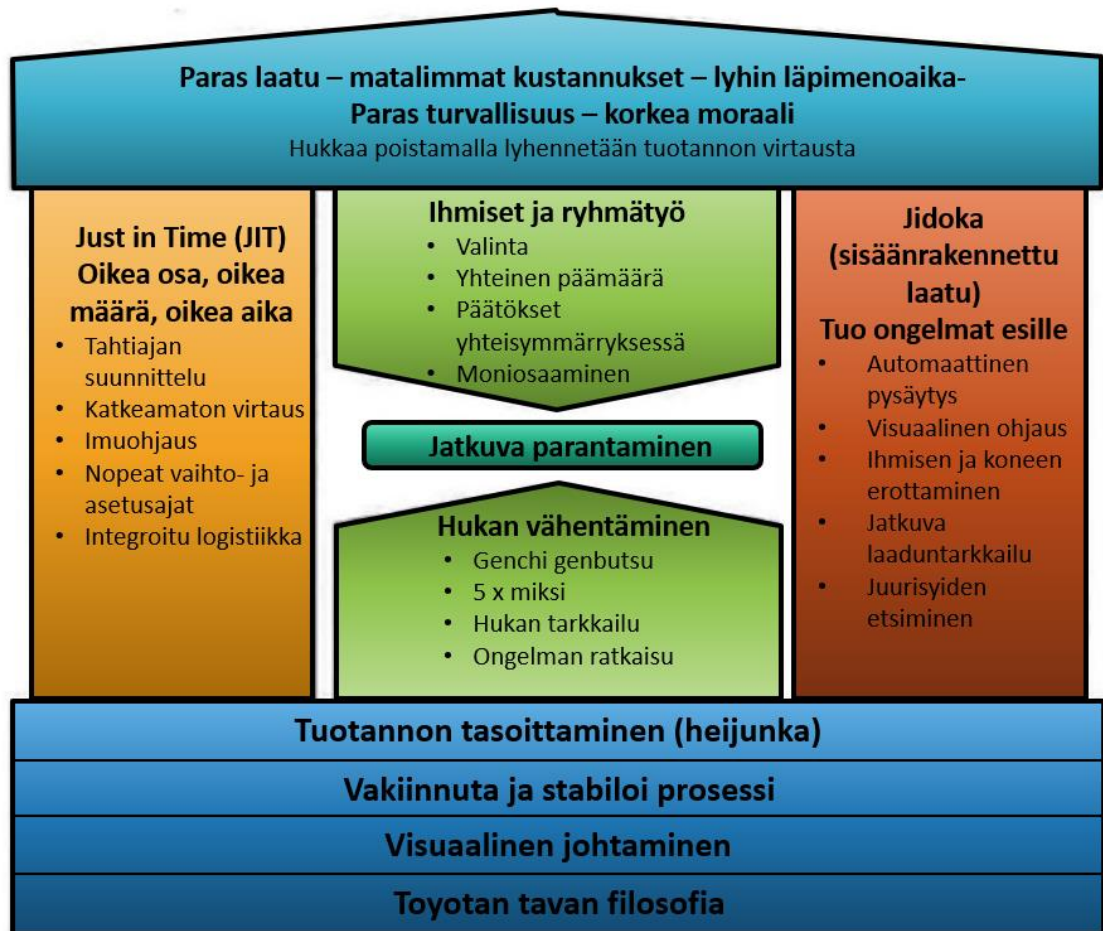 Paras laatu – matalimmat kustannukset – lyhin läpimenoaika-
Paras turvallisuus – korkea moraali
Hukkaa poistamalla lyhennetään tuotannon virtausta
Just in Time (JIT)
Oikea osa, oikea
määrä, oikea aika
• Tahtiajan
suunnittelu
• Katkeamaton virtaus
• Imuohjaus
• Nopeat vaihto- ja
asetusajat
• Integroitu logistiikka
Ihmiset ja ryhmätyö
• Valinta
• Yhteinen päämäärä
• Päätökset
yhteisymmärryksessä
• Moniosaaminen
Jatkuva parantaminen
Hukan vähentäminen
• Genchi genbutsu
• 5 x miksi
• Hukan tarkkailu
• Ongelman ratkaisu
Jidoka
(sisäänrakennettu
laatu)
Tuo ongelmat esille
• Automaattinen
pysäytys
• Visuaalinen ohjaus
• Ihmisen ja koneen
erottaminen
• Jatkuva
laaduntarkkailu
• Juurisyiden
etsiminen
Tuotannon tasoittaminen (heijunka)
Vakiinnuta ja stabiloi prosessi
Visuaalinen johtaminen
Toyotan tavan filosofia